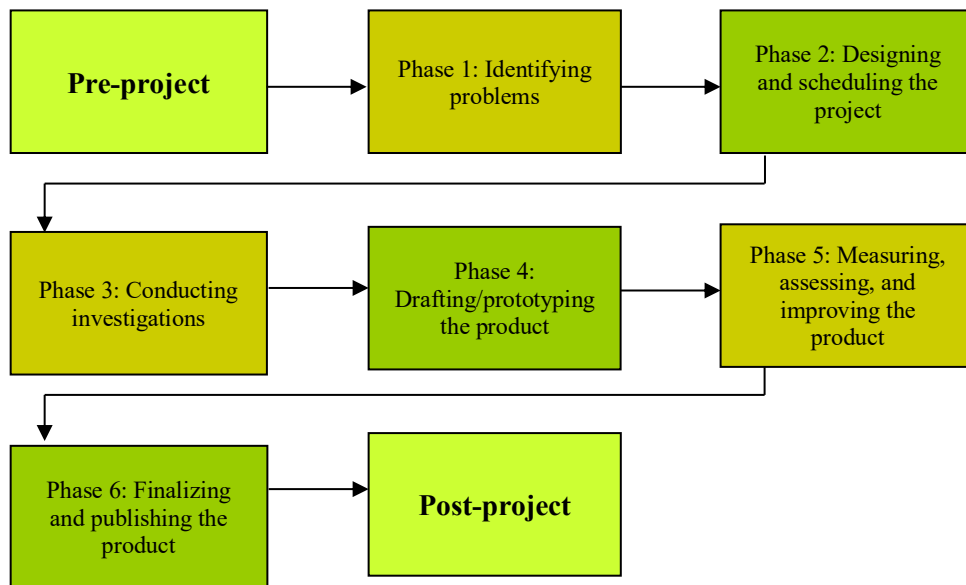 Pre-project
Phase 1: Identifying
problems
Phase 2: Designing
and scheduling the
project
Phase 3: Conducting
investigations
Phase 4:
Drafting/prototyping
the product
Phase 5: Measuring,
assessing, and
improving the
product
Phase 6: Finalizing
and publishing the
product
Post-project